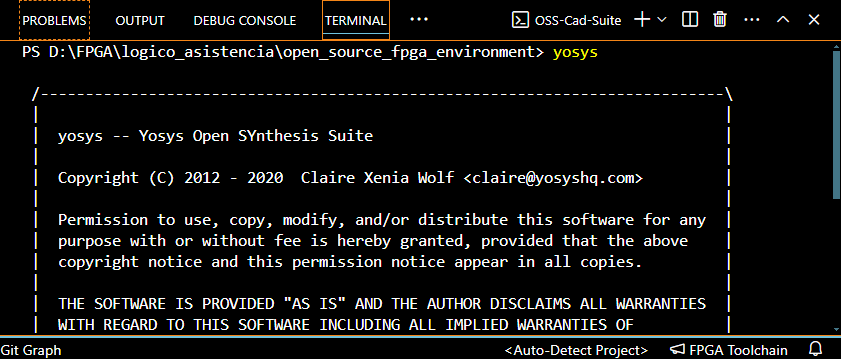 PROBLEMS OUTPUT DEBUG CONSOLE TERMINAL ··· OSS-Cad-Suite
PS D:\FPGA\logico_asistencia\open_source_fpga_environment> yosys
/----------------------------------------------------------------------------\
| |
| yosys -- Yosys Open SYnthesis Suite |
| |
| Copyright (C) 2012 - 2020 Claire Xenia Wolf <claire@yosyshq.com> |
| |
| Permission to use, copy, modify, and/or distribute this software for any |
| purpose with or without fee is hereby granted, provided that the above |
| copyright notice and this permission notice appear in all copies. |
| |
| THE SOFTWARE IS PROVIDED "AS IS" AND THE AUTHOR DISCLAIMS ALL WARRANTIES |
| WITH REGARD TO THIS SOFTWARE INCLUDING ALL IMPLIED WARRANTIES OF |
Git Graph <Auto-Detect Project> FPGA Toolchain